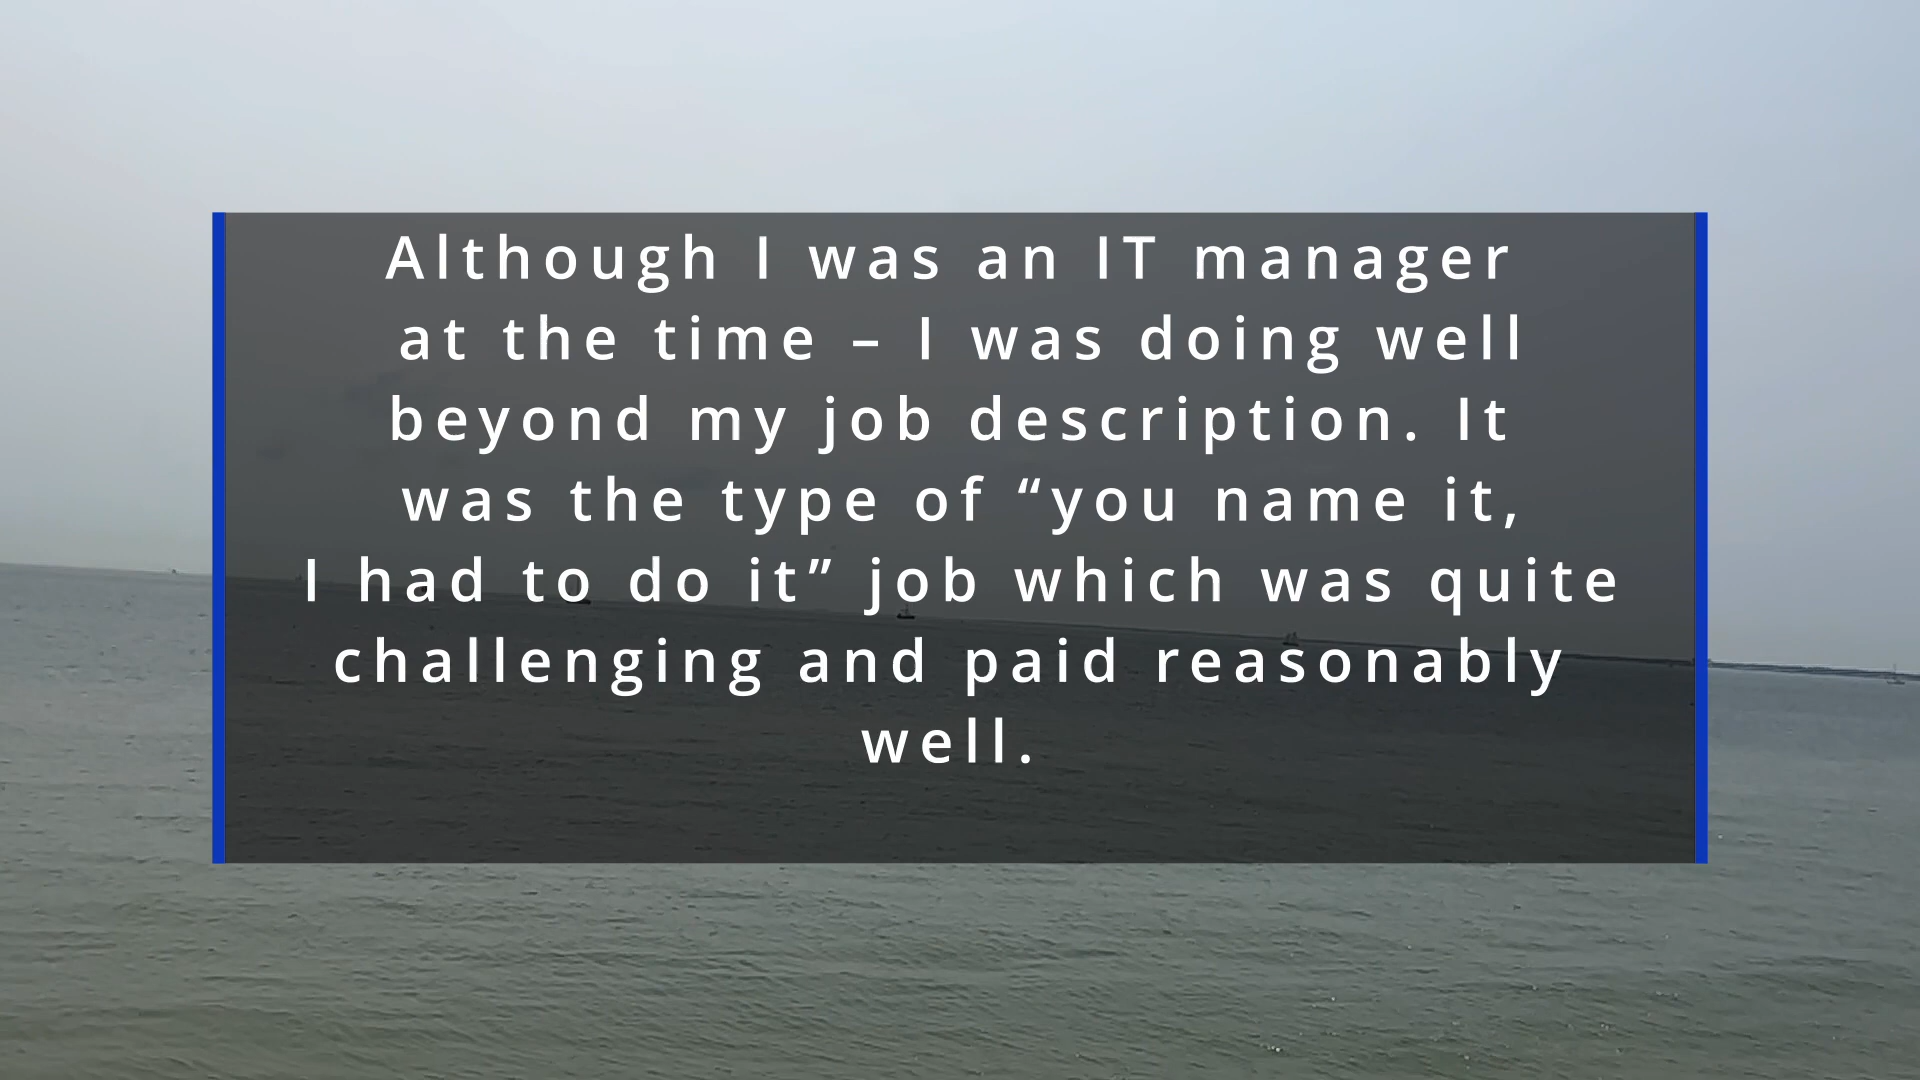 Although I was an IT manager
at the time – I was doing well
beyond my job description. It
was the type of “you name it,
I had to do it” job which was quite
challenging and paid reasonably
well.